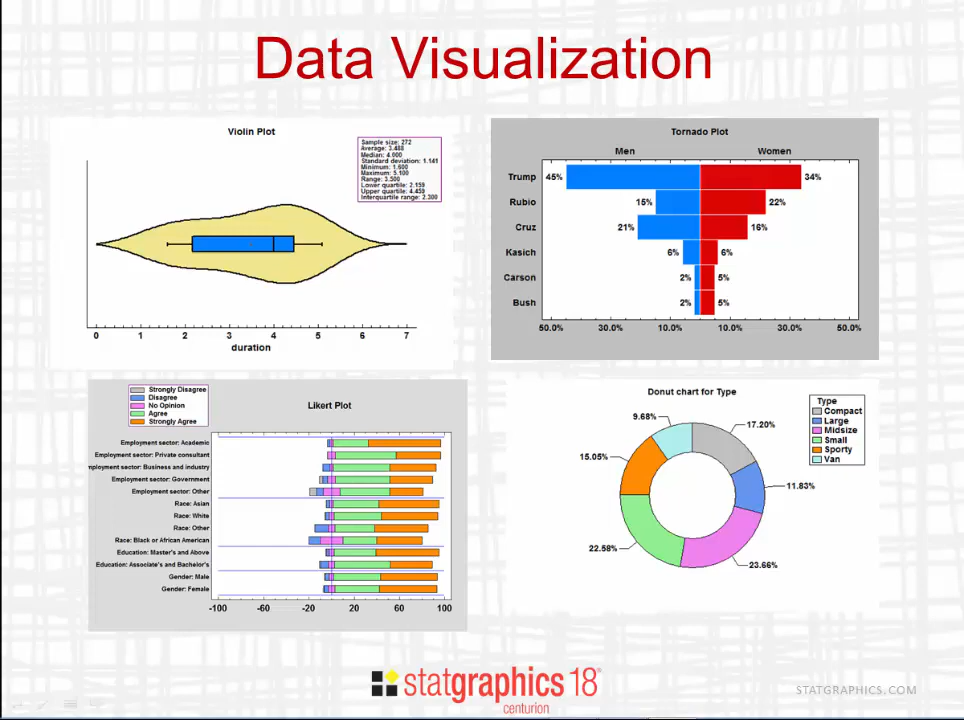 Data Visualization
Violin Plot
Sample size: 272
Average: 3.488
Median: 4.000
Standard deviation: 1.141
Minimum: 1.600
Maximum: 5.100
Range: 3.500
Lower quartile: 2.159
Upper quartile: 4.459
Interquartile range: 2.300
0 1 2 3 4 5 6 7
duration
Tornado Plot
Men Women
Trump 45% 34%
Rubio 15% 22%
Cruz 21% 16%
Kasich 6% 6%
Carson 2% 5%
Bush 2% 5%
50.0% 30.0% 10.0% 10.0% 30.0% 50.0%
Strongly Disagree
Disagree
No Opinion
Agree
Strongly Agree
Likert Plot
Employment sector: Academic
Employment sector: Private consultant
mployment sector: Business and industry
Employment sector: Government
Employment sector: Other
Race: Asian
Race: White
Race: Other
Race: Black or African American
Education: Master's and Above
Education: Associate's and Bachelor's
Gender: Male
Gender: Female
-100 -60 -20 20 60 100
Donut chart for Type
Type
Compact
Large
Midsize
Small
Sporty
Van
9.68%
17.20%
15.05%
11.83%
22.58%
23.66%
statgraphics 18®
centurion
STATGRAPHICS.COM